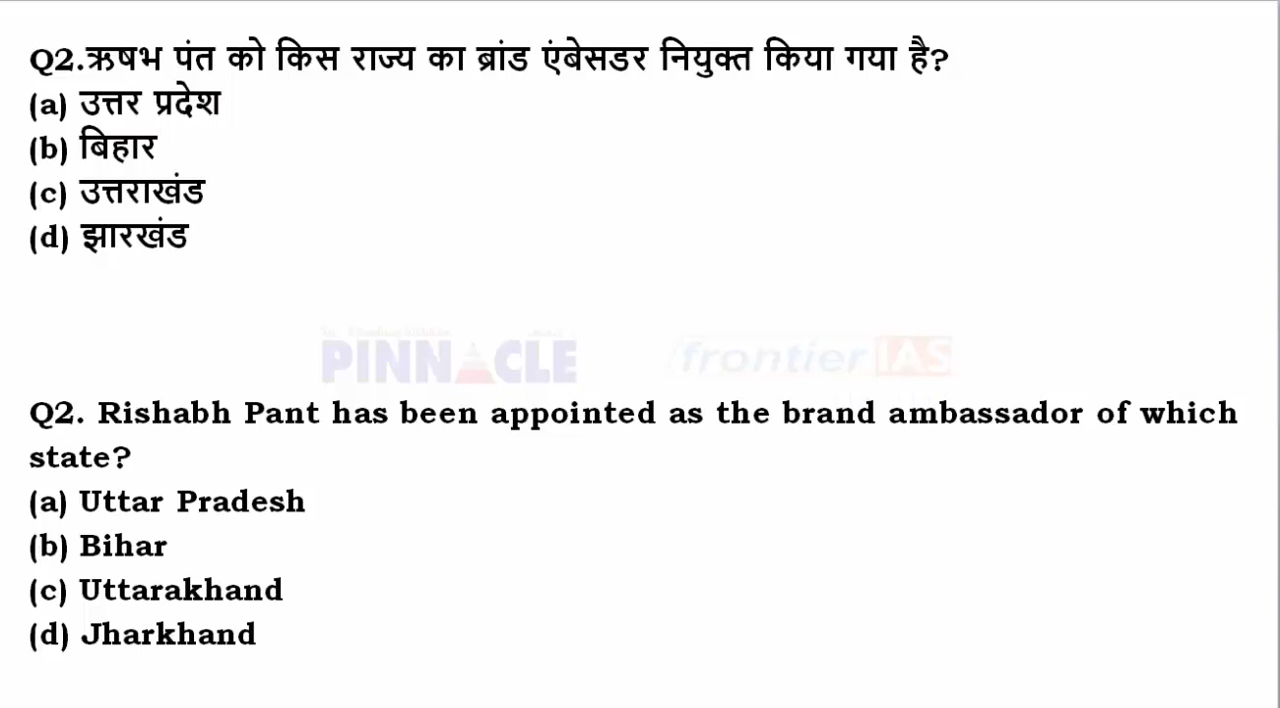 Q2.ऋषभ पंत को किस राज्य का ब्रांड एंबेसडर नियुक्त किया गया है?
(a) उत्तर प्रदेश
(b) बिहार
(c) उत्तराखंड
(d) झारखंड
PINNACLE frontier IAS
Q2. Rishabh Pant has been appointed as the brand ambassador of which
state?
(a) Uttar Pradesh
(b) Bihar
(c) Uttarakhand
(d) Jharkhand